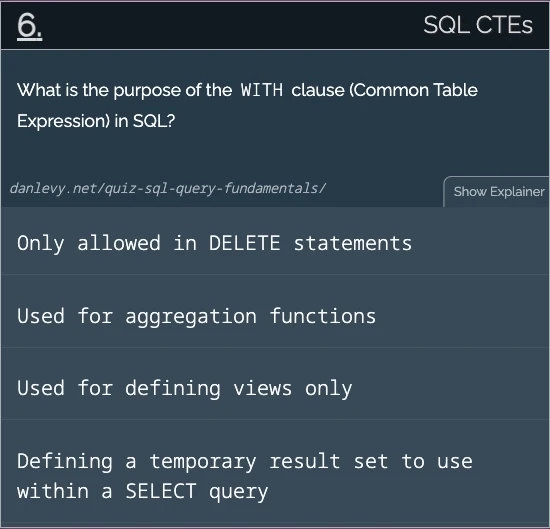 6.
SQL CTEs
What is the purpose of the WITH clause (Common Table
Expression) in SQL?
danlevy.net/quiz-sql-query-fundamentals/
Show Explainer
Only allowed in DELETE statements
Used for aggregation functions
Used for defining views only
Defining a temporary result set to use
within a SELECT query